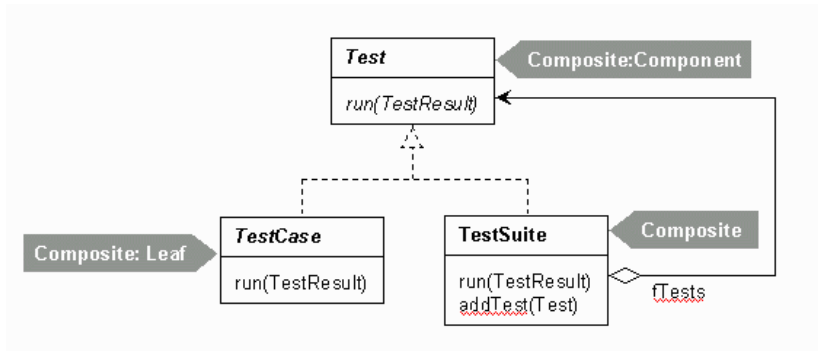 Test
Composite:Component
run(TestResult)
TestCase
TestSuite
Composite
Composite: Leaf
run(TestResult)
run(TestResult)
addTest(Test)
fTests